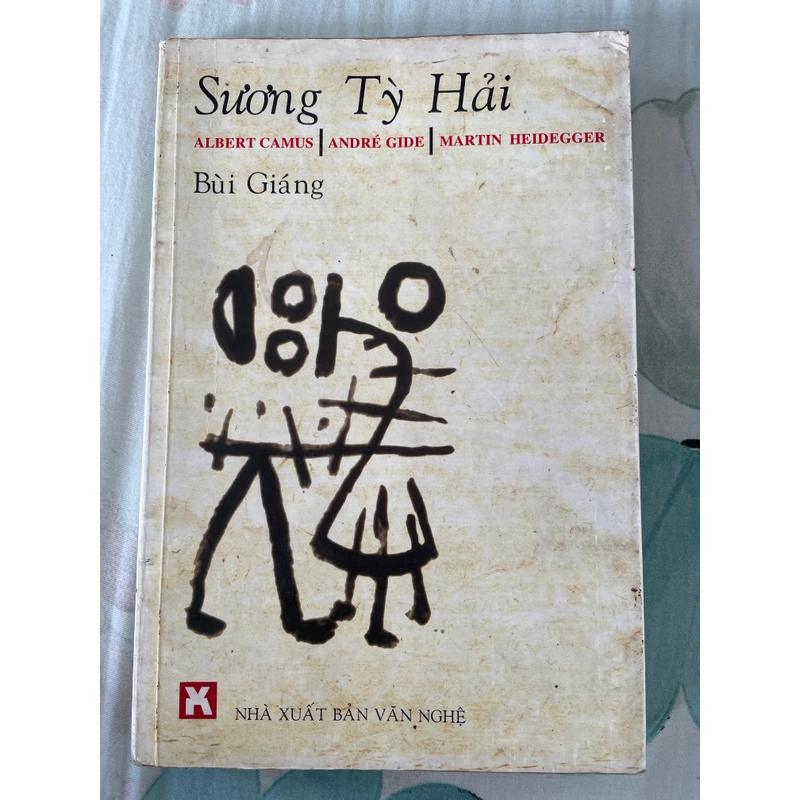 Sương Tỳ Hải
ALBERT CAMUS | ANDRÉ GIDE | MARTIN HEIDEGGER
Bùi Giáng
NHÀ XUẤT BẢN VĂN NGHỆ